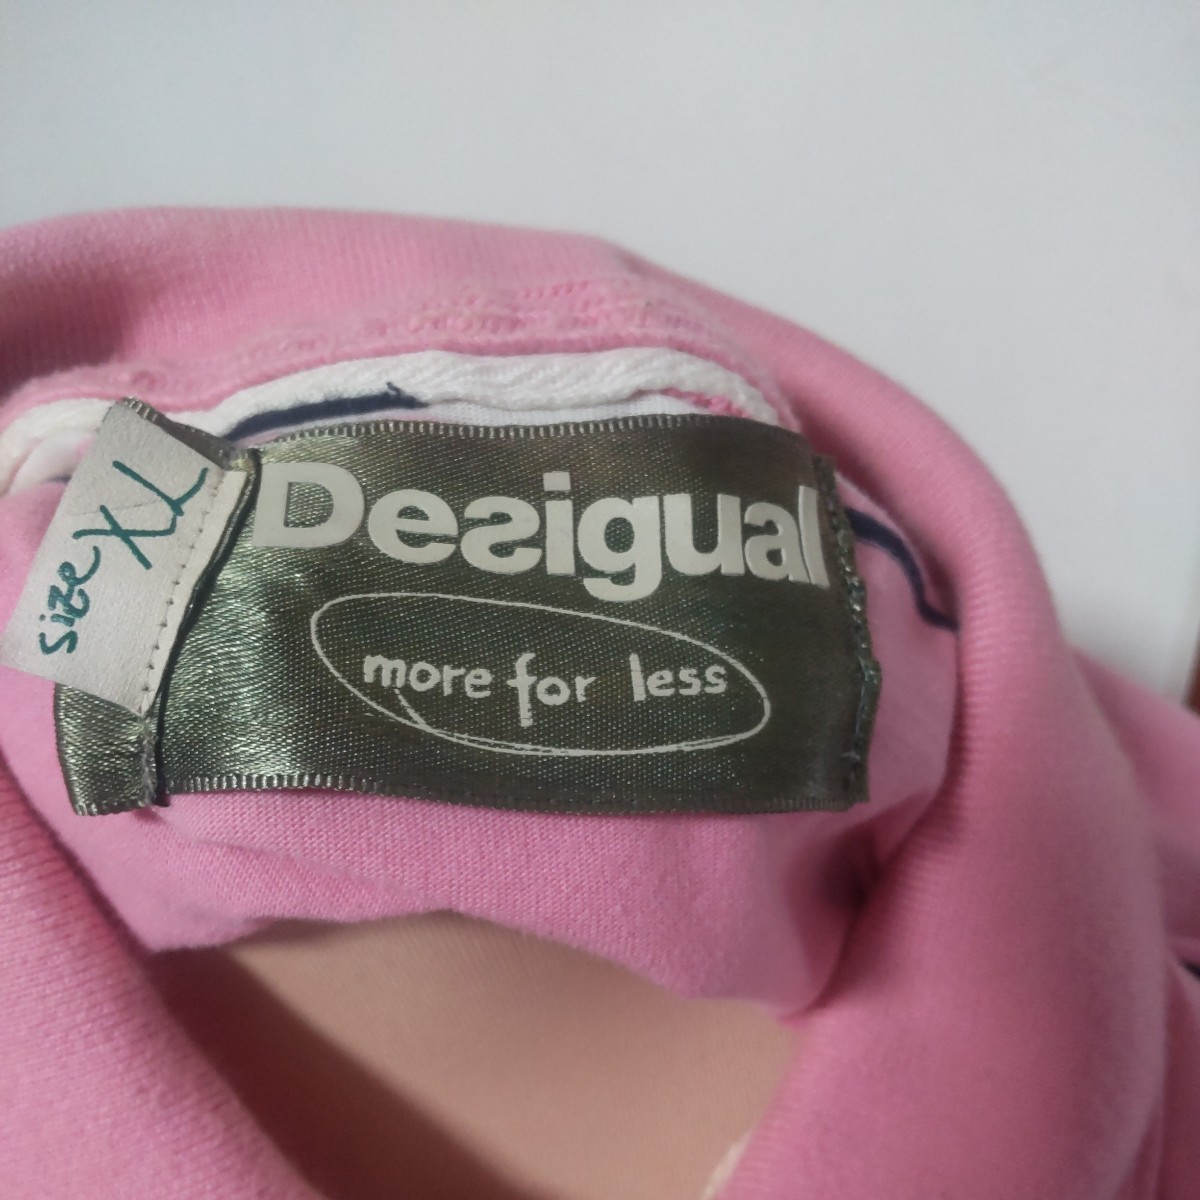 Desigual
more for less
size XL